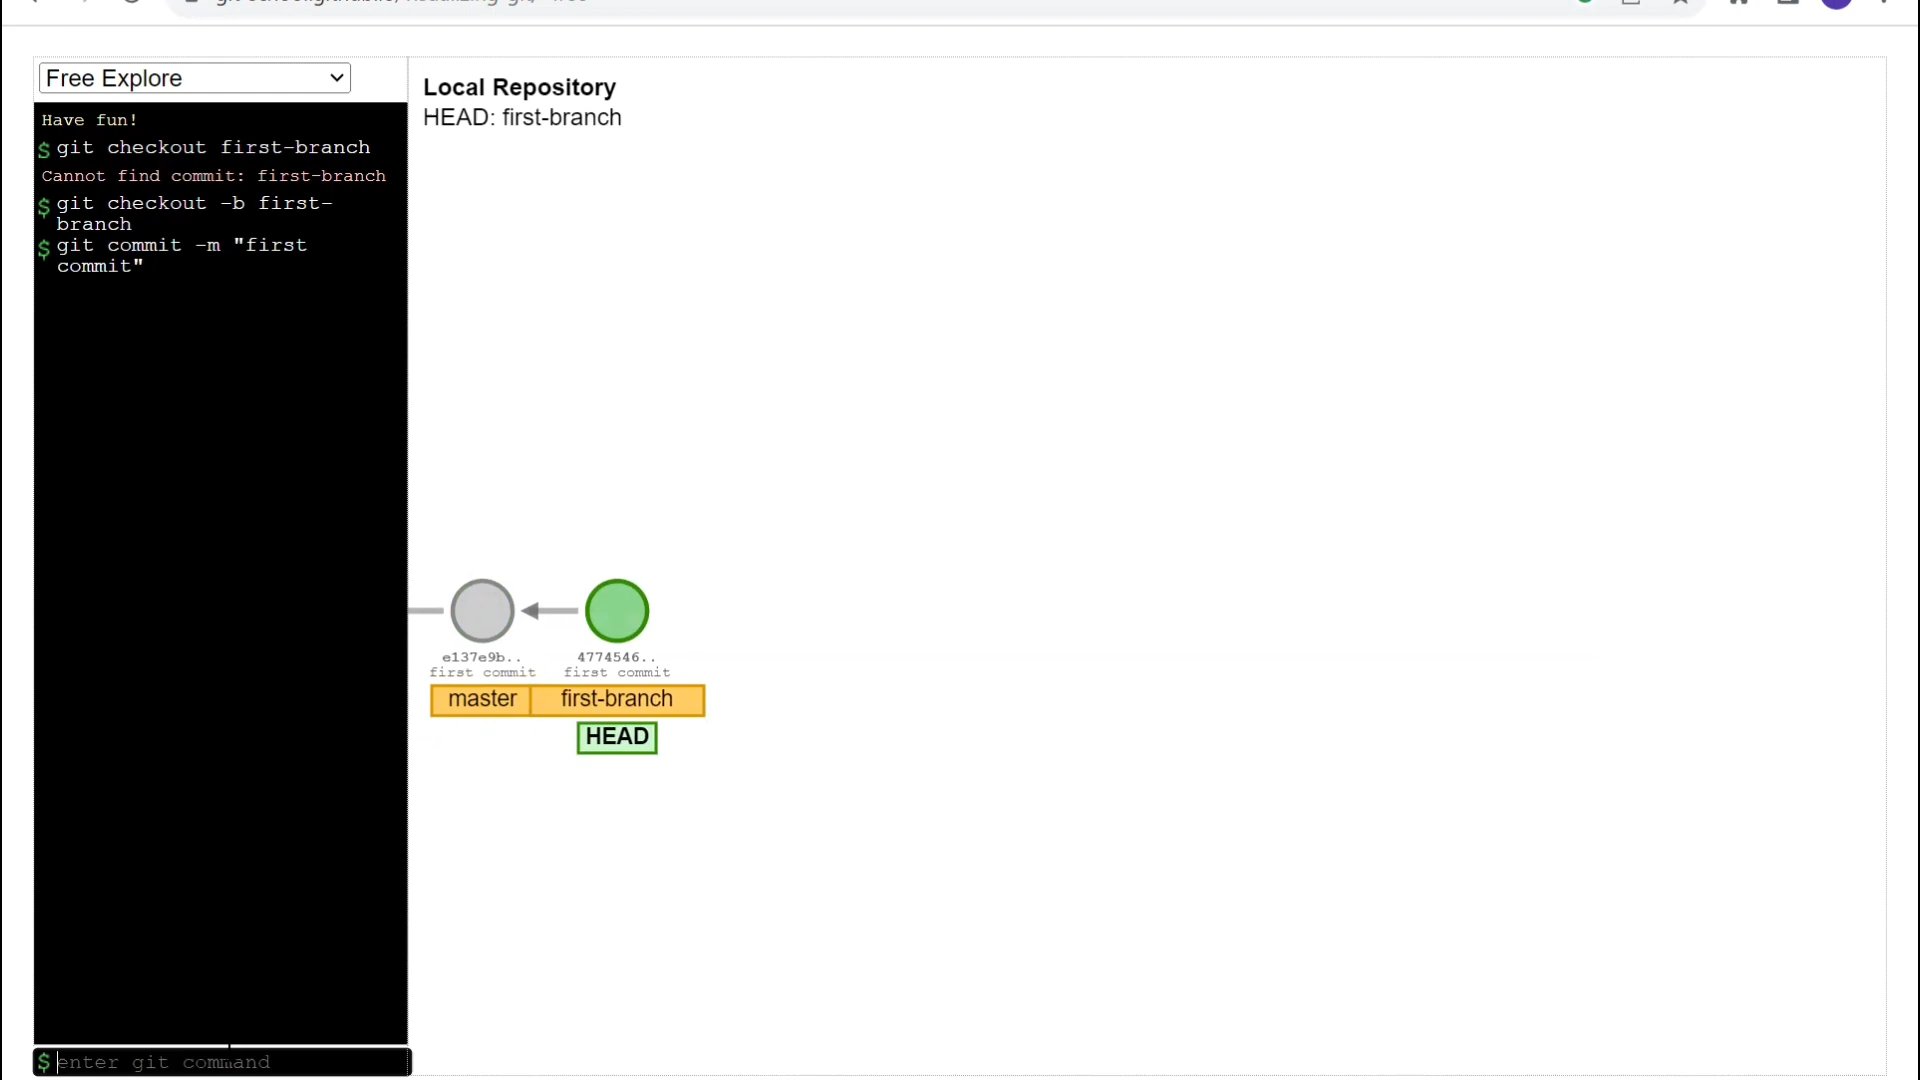 Free Explore
Have fun!
$ git checkout first-branch
Cannot find commit: first-branch
$ git checkout -b first-
branch
$ git commit -m "first
commit"
$ enter git command
Local Repository
HEAD: first-branch
e137e9b.. 4774546..
first commit first commit
master first-branch
HEAD